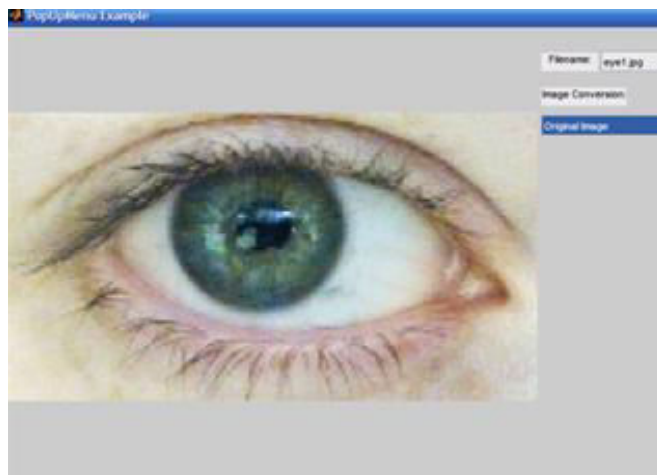 PopUpMenu Example
Filename: eye1.jpg
Image Conversion:
Original Image